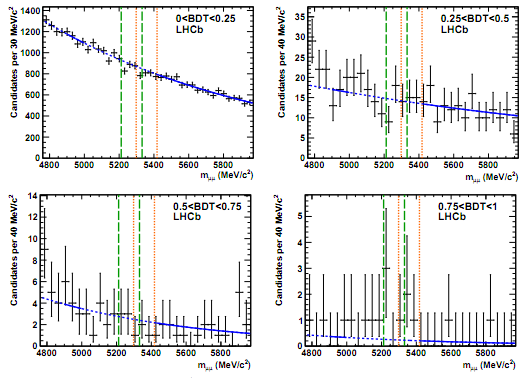 Candidates per 30 MeV/c²
1400
1200
1000
800
600
400
200
0
0<BDT<0.25
LHCb
4800 5000 5200 5400 5600 5800
mμμ (MeV/c²)
Candidates per 40 MeV/c²
35
30
25
20
15
10
5
0
0.25<BDT<0.5
LHCb
4800 5000 5200 5400 5600 5800
mμμ (MeV/c²)
Candidates per 40 MeV/c²
14
12
10
8
6
4
2
0
0.5<BDT<0.75
LHCb
4800 5000 5200 5400 5600 5800
mμμ (MeV/c²)
Candidates per 40 MeV/c²
5
4
3
2
1
0
0.75<BDT<1
LHCb
4800 5000 5200 5400 5600 5800
mμμ (MeV/c²)